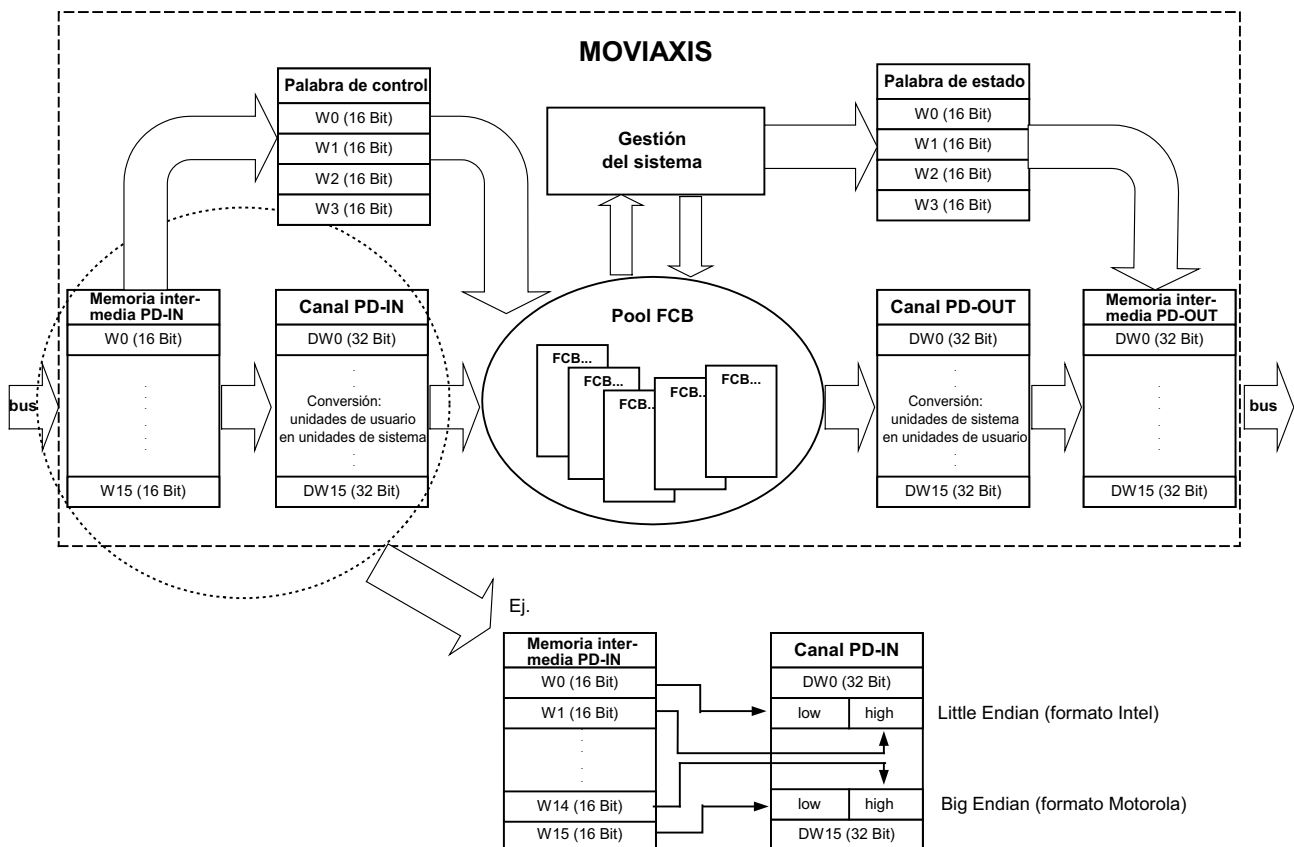 MOVIAXIS
Palabra de control
W0 (16 Bit)
W1 (16 Bit)
W2 (16 Bit)
W3 (16 Bit)
Gestión
del sistema
Palabra de estado
W0 (16 Bit)
W1 (16 Bit)
W2 (16 Bit)
W3 (16 Bit)
bus
Memoria inter-
media PD-IN
W0 (16 Bit)
W15 (16 Bit)
Canal PD-IN
DW0 (32 Bit)
Conversión:
unidades de usuario
en unidades de sistema
DW15 (32 Bit)
Pool FCB
FCB...
FCB...
FCB..
FCB..
FCB...
Canal PD-OUT
DW0 (32 Bit)
Conversión:
unidades de sistema
en unidades de usuario
DW15 (32 Bit)
Memoria inter-
media PD-OUT
DW0 (32 Bit)
DW15 (32 Bit)
bus
Ej.
Memoria inter-
media PD-IN
W0 (16 Bit)
W1 (16 Bit)
W14 (16 Bit)
W15 (16 Bit)
Canal PD-IN
DW0 (32 Bit)
low high
Little Endian (formato Intel)
low high
Big Endian (formato Motorola)
DW15 (32 Bit)